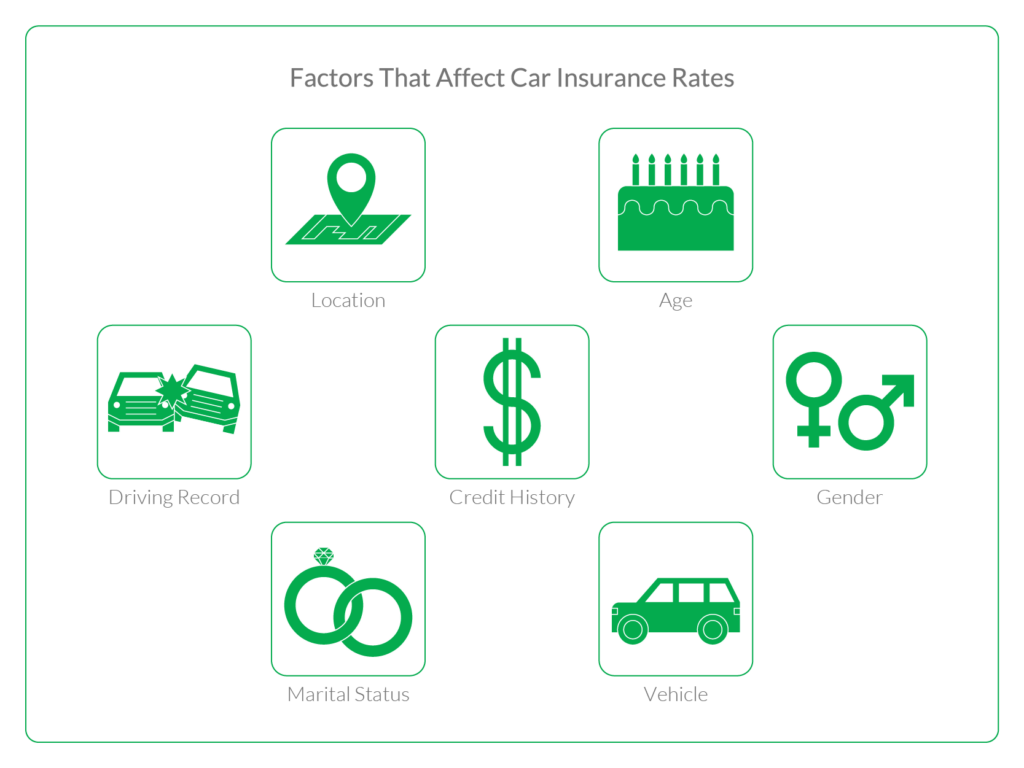 Factors That Affect Car Insurance Rates
Location
Age
Driving Record
Credit History
Gender
Marital Status
Vehicle